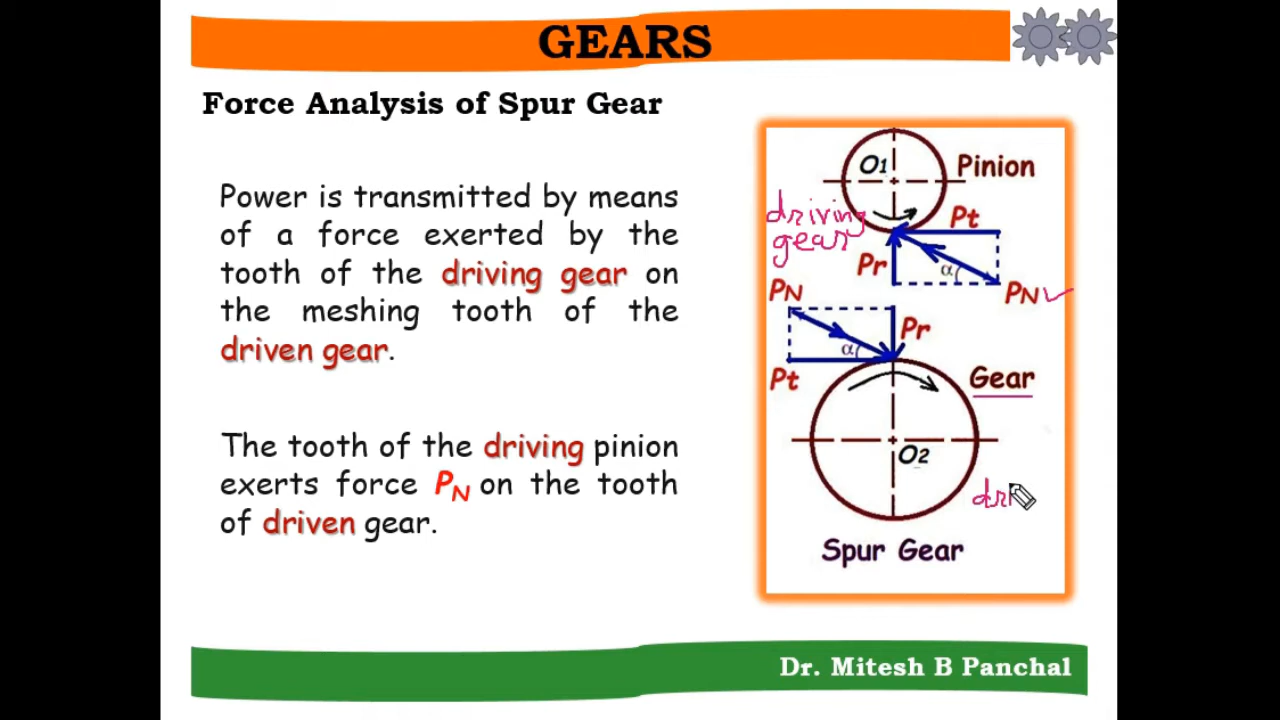 GEARS
Force Analysis of Spur Gear
Power is transmitted by means
of a force exerted by the
tooth of the driving gear on
the meshing tooth of the
driven gear.
The tooth of the driving pinion
exerts force PN on the tooth
of driven gear.
O1
Pinion
driving
gear
Pt
Pr
α
PN
PN
Pr
α
Pt
Gear
O2
dri
Spur Gear
Dr. Mitesh B Panchal